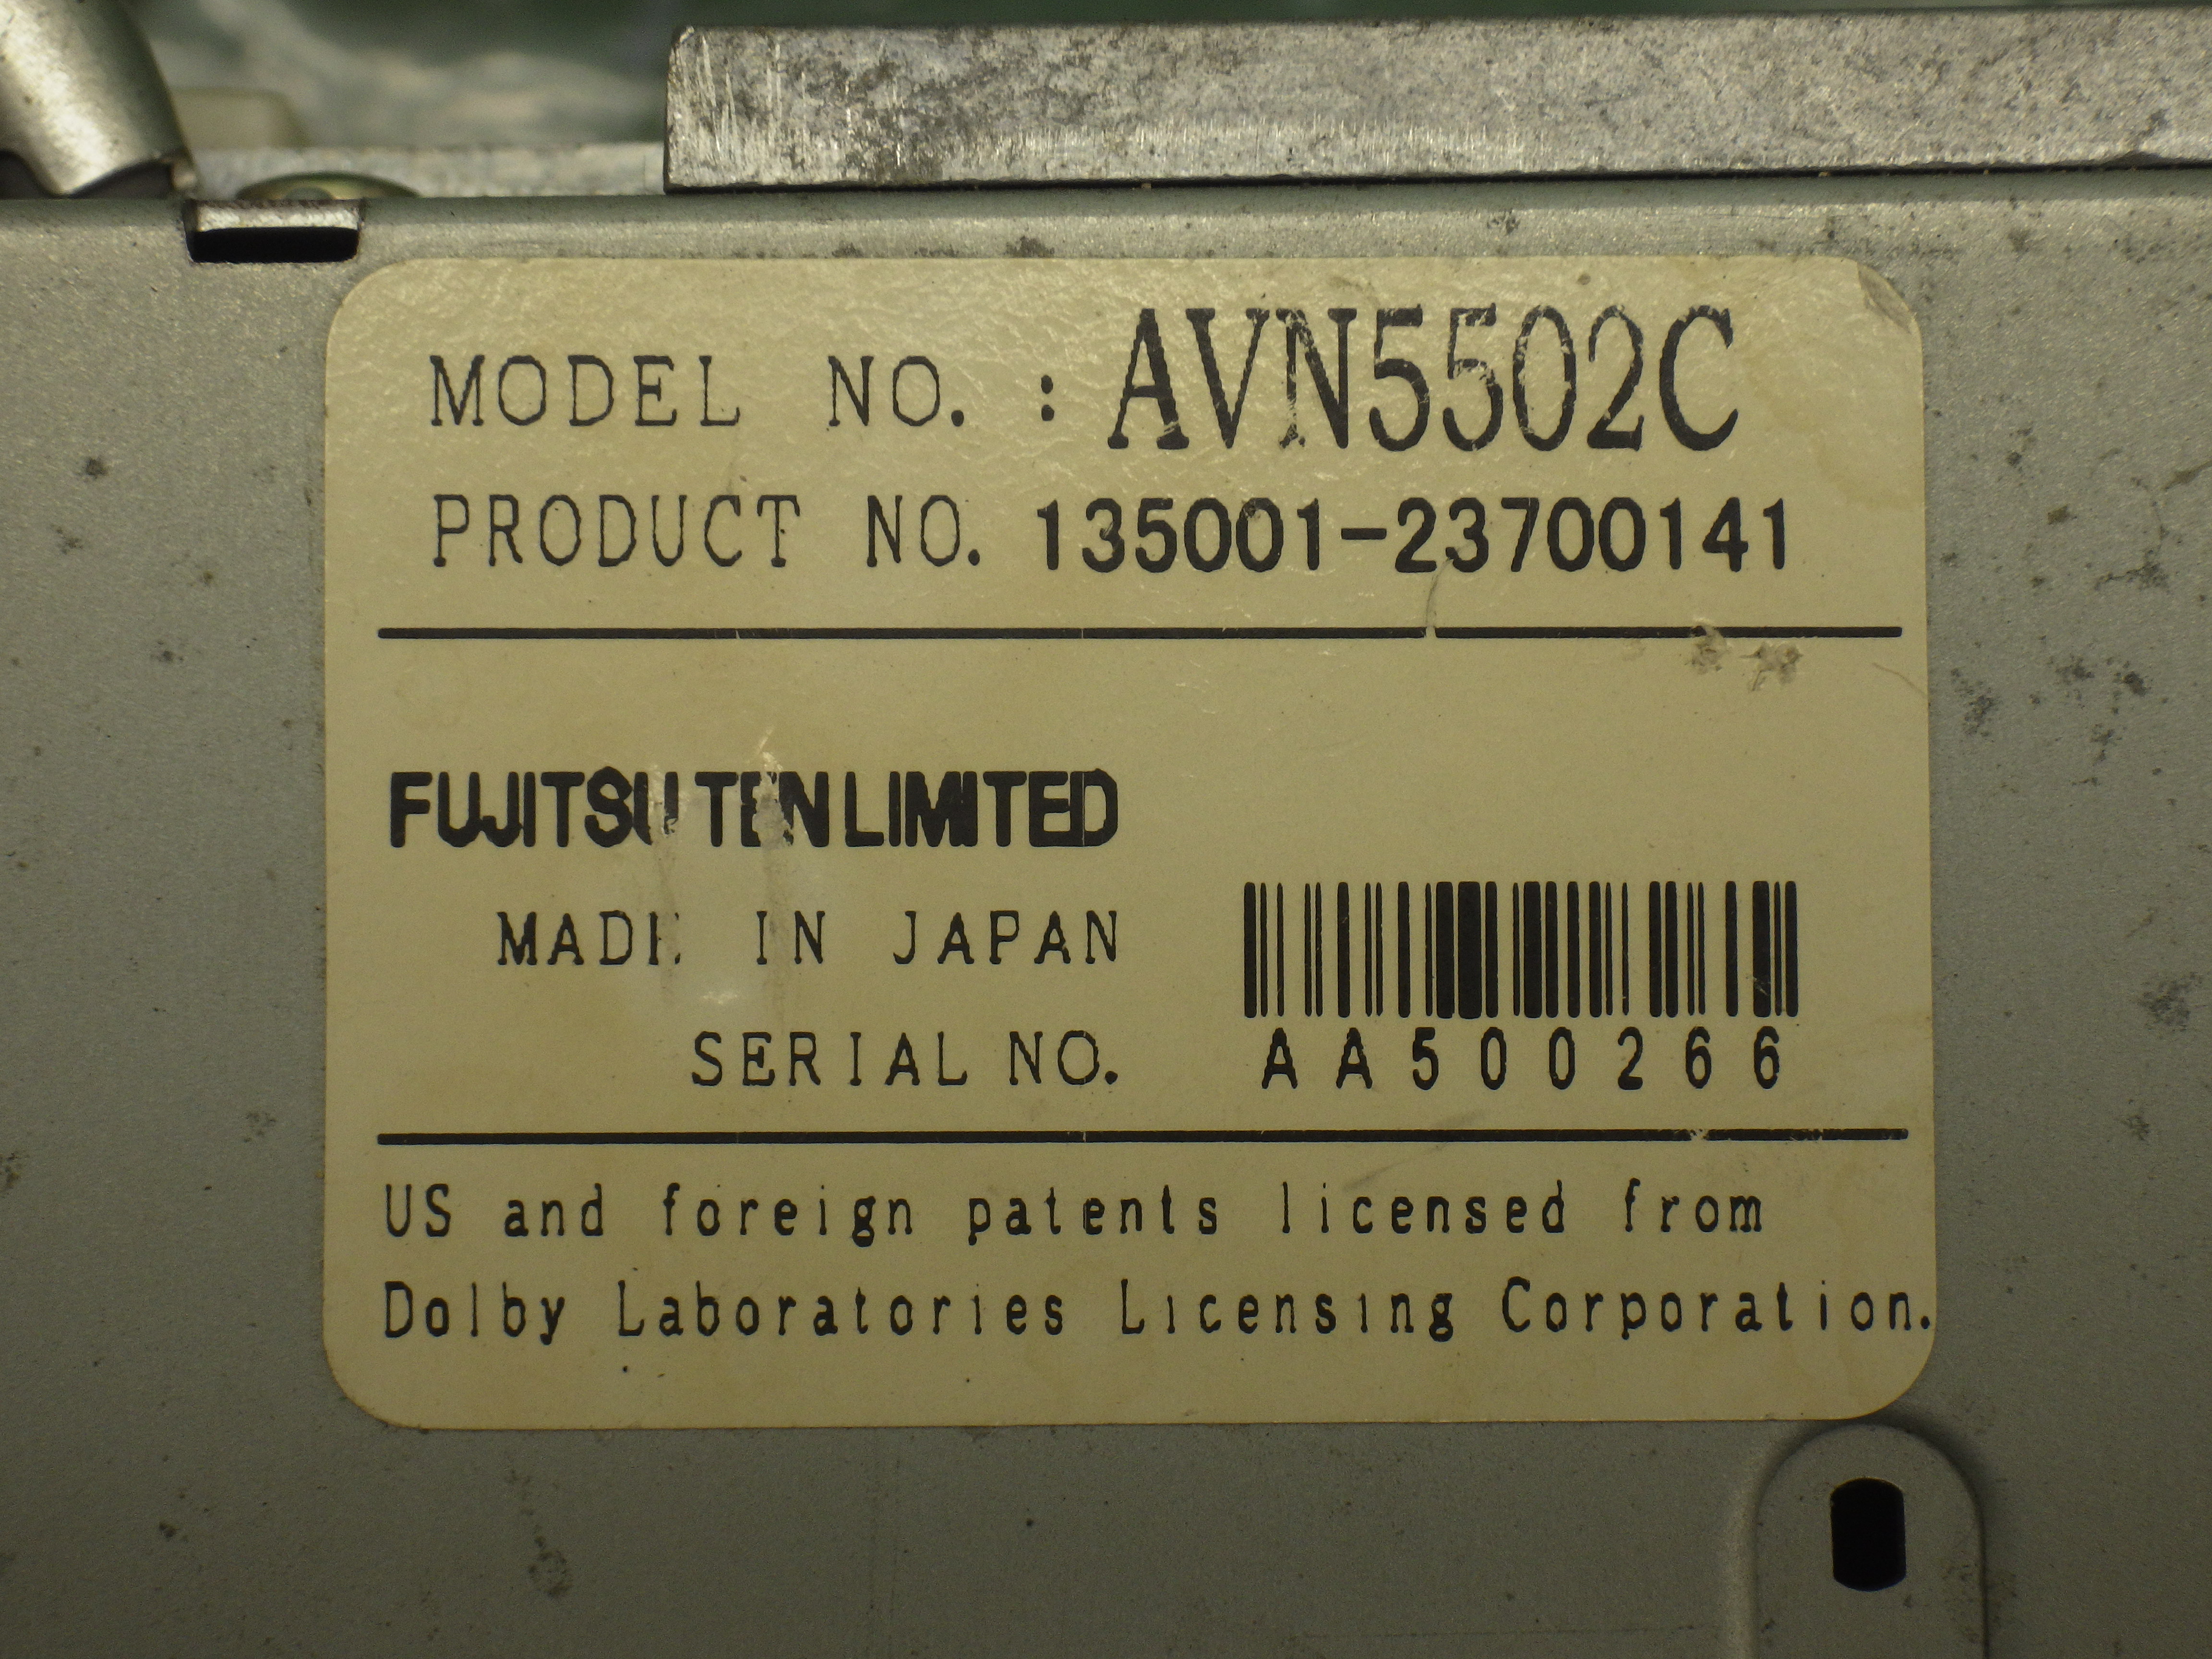 MODEL NO. : AVN5502C
PRODUCT NO. 135001-23700141
FUJITSU TEN LIMITED
MADE IN JAPAN
SERIAL NO. AA500266
US and foreign patents licensed from
Dolby Laboratories Licensing Corporation.